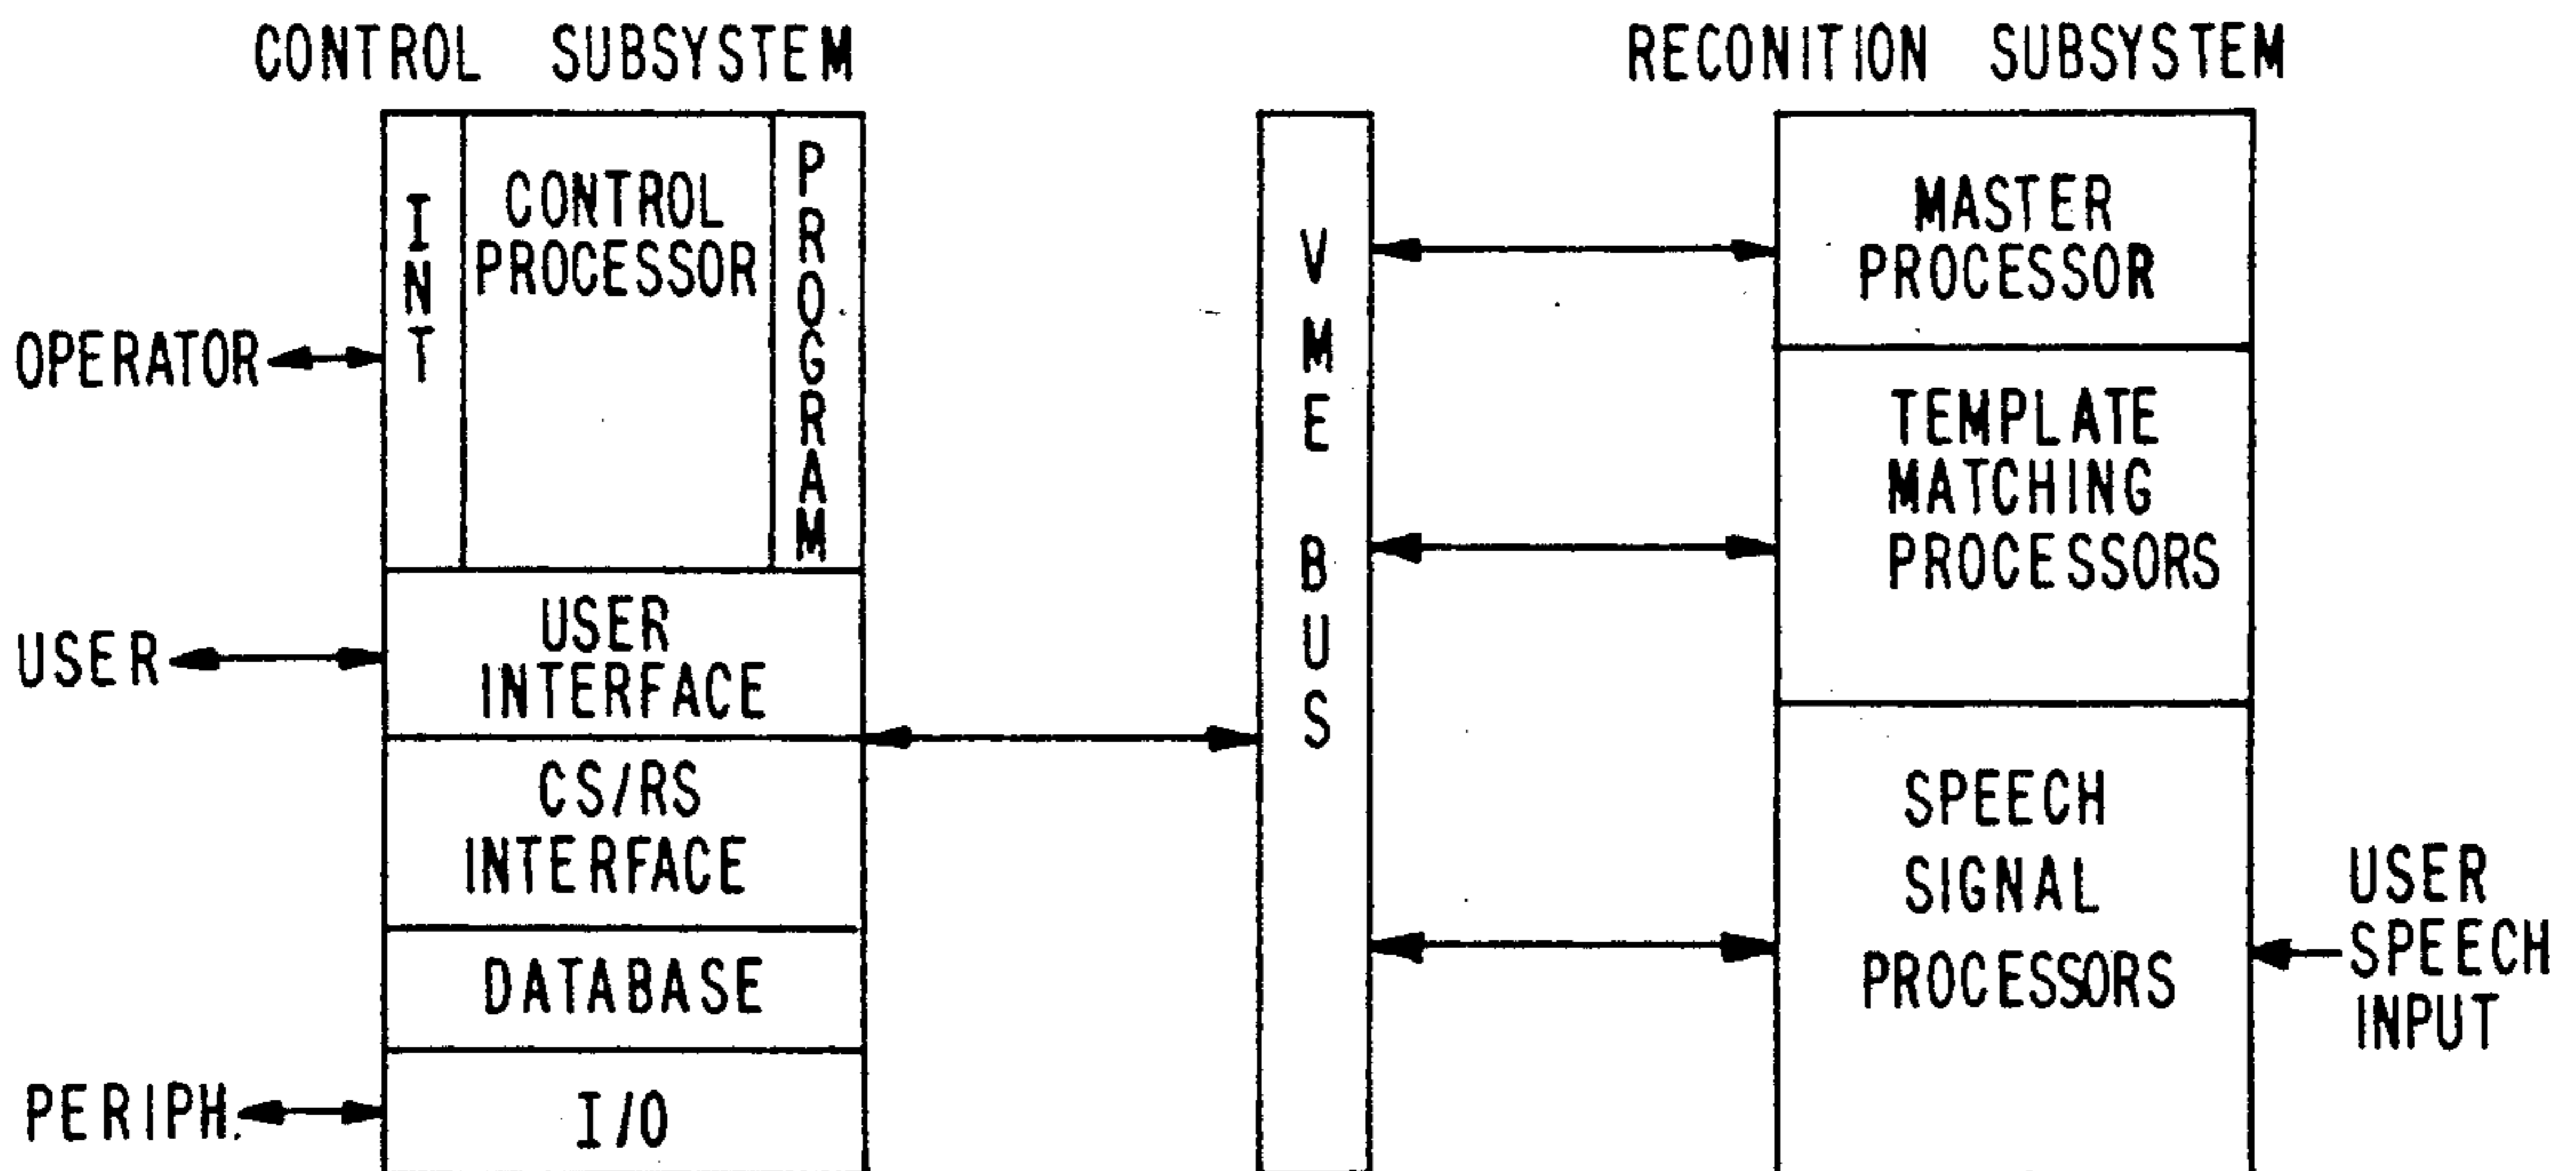 CONTROL SUBSYSTEM
RECONITION SUBSYSTEM
INT
CONTROL
PROCESSOR
PROGRAM
OPERATOR
USER
INTERFACE
USER
CS/RS
INTERFACE
DATABASE
I/O
PERIPH.
VME BUS
MASTER
PROCESSOR
TEMPLATE
MATCHING
PROCESSORS
SPEECH
SIGNAL
PROCESSORS
USER
SPEECH
INPUT